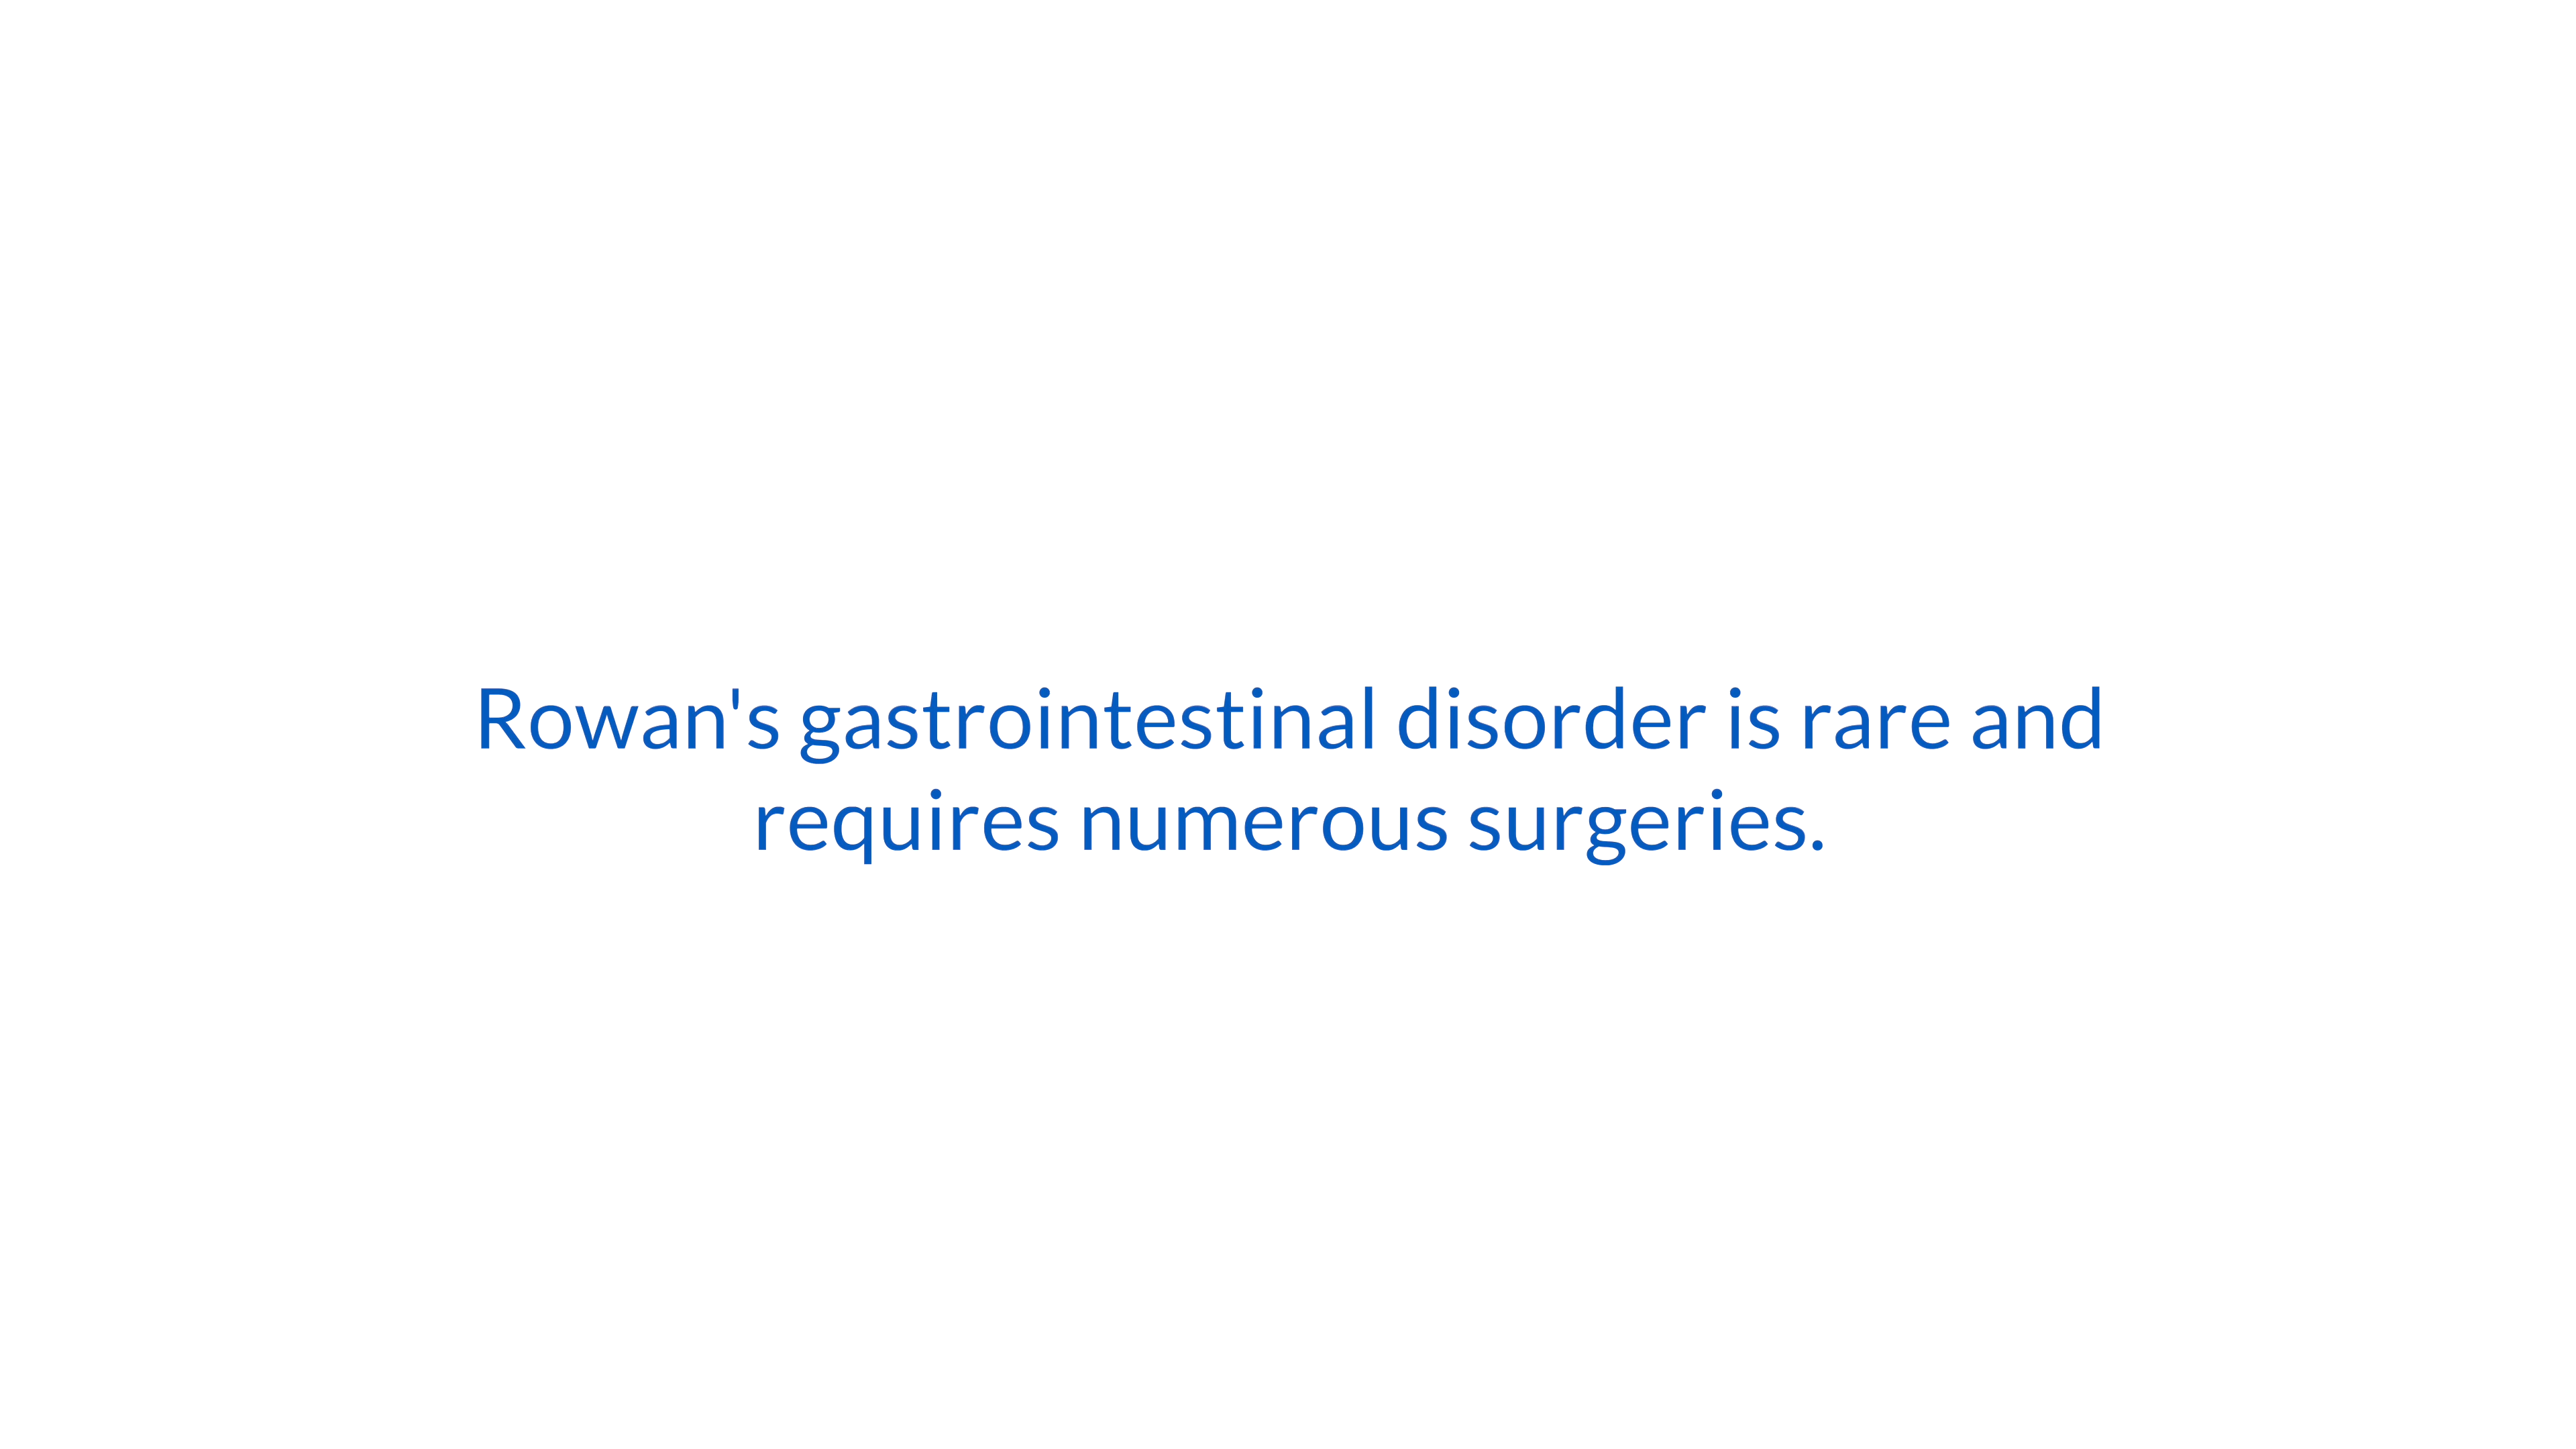 Rowan's gastrointestinal disorder is rare and
requires numerous surgeries.